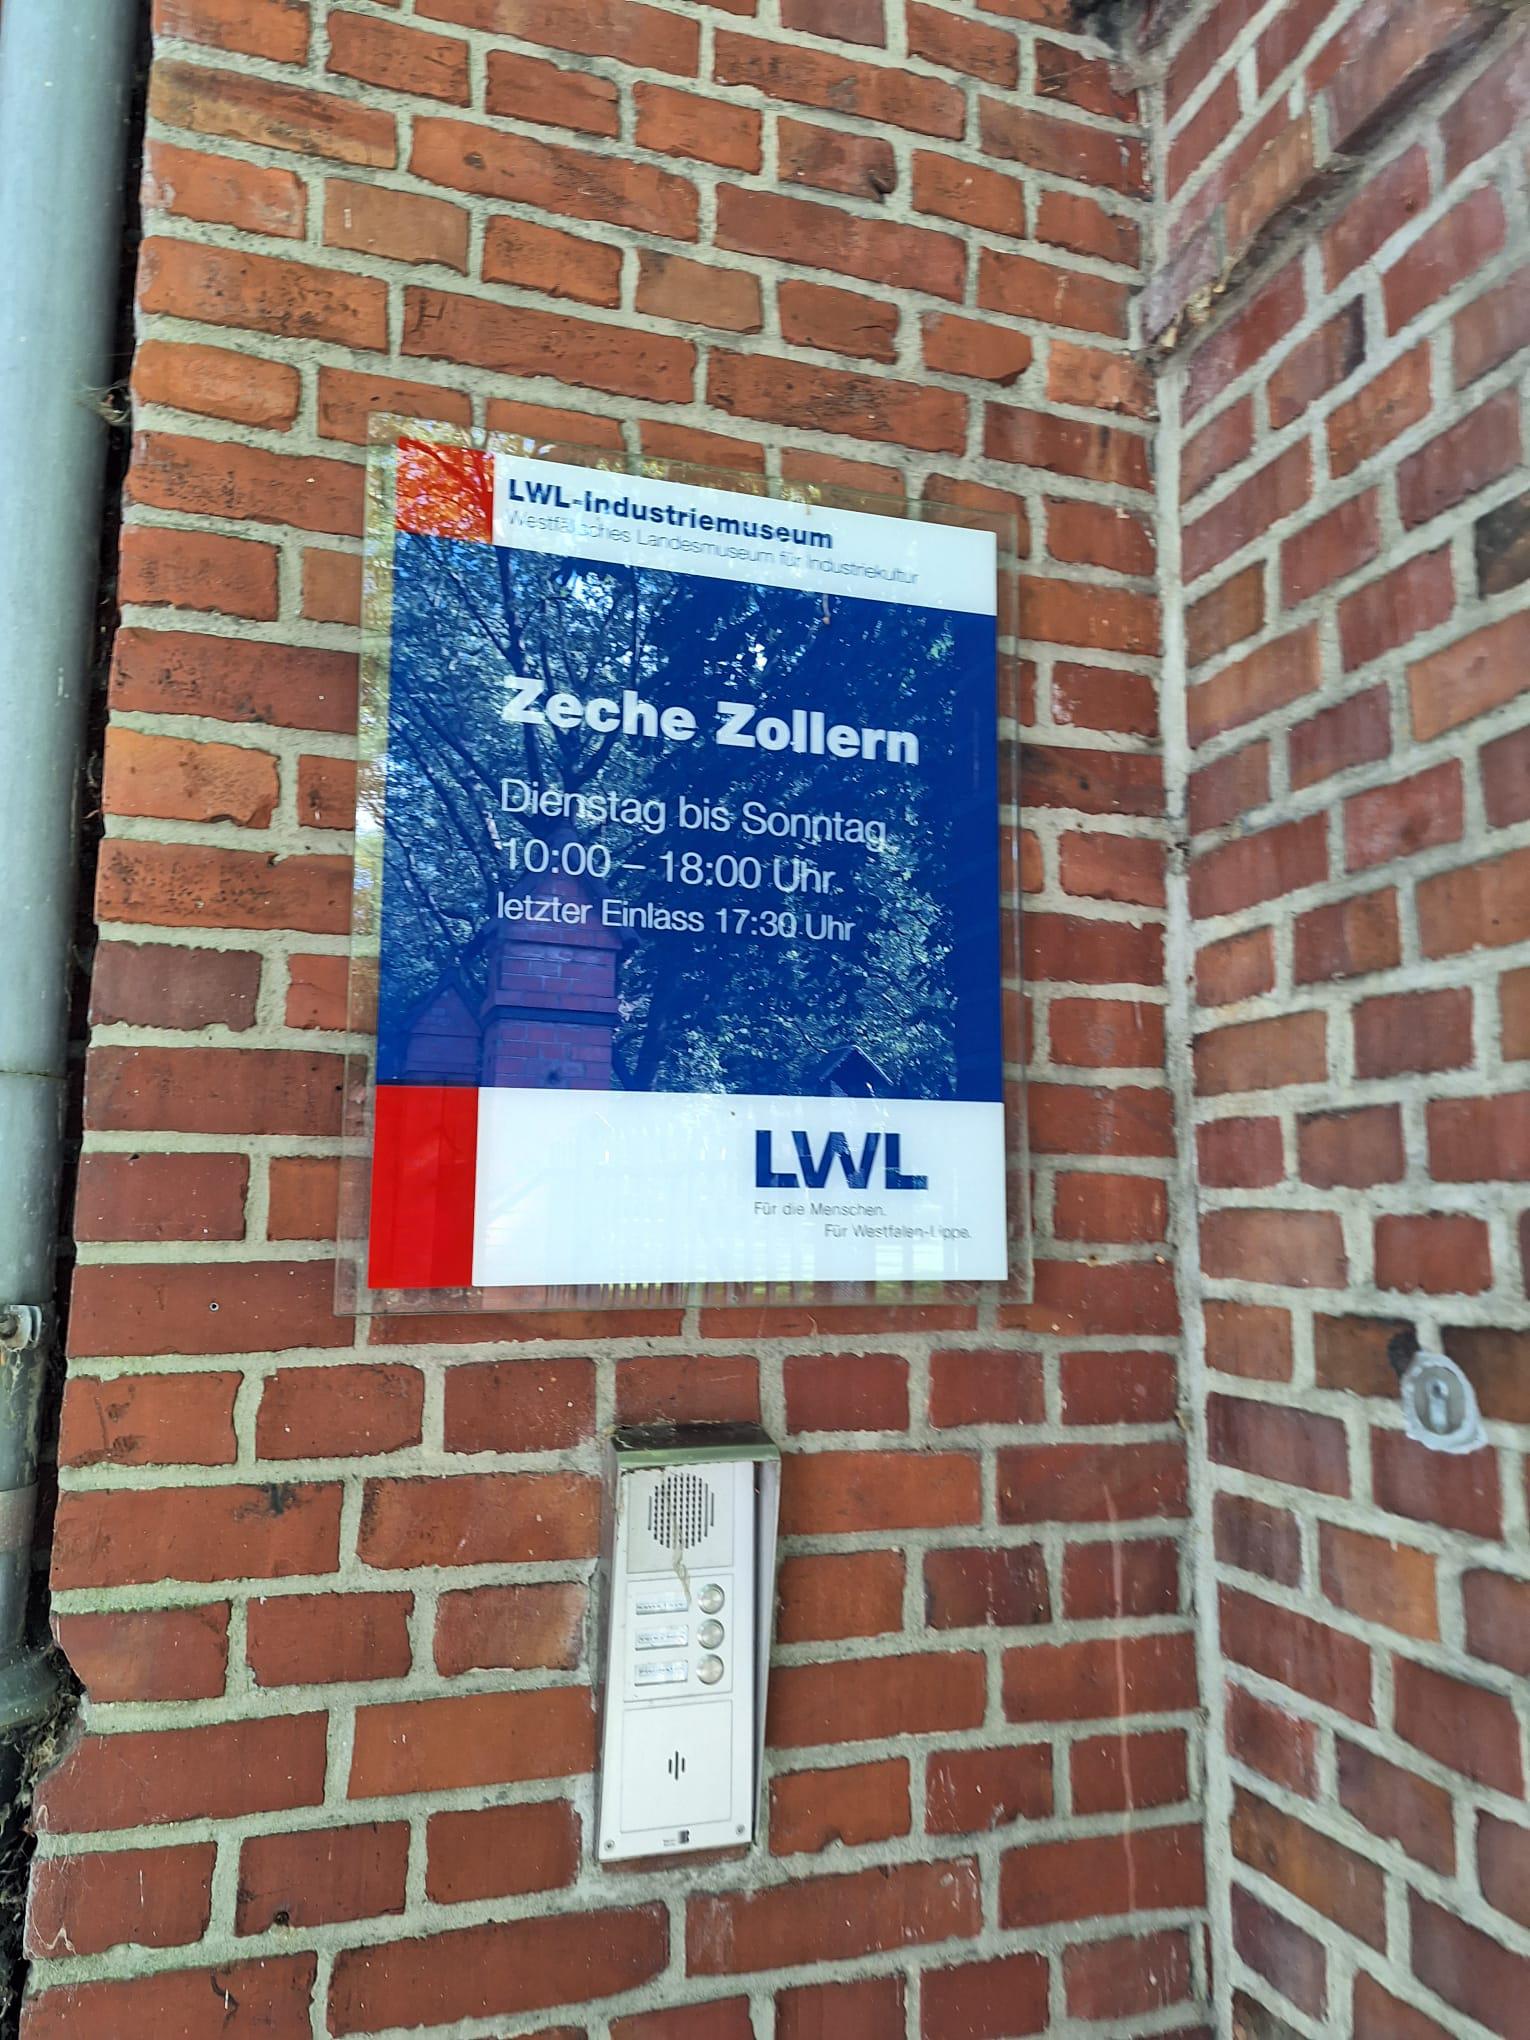 LWL-Industriemuseum
Westfälisches Landesmuseum für Industriekultur
Zeche Zollern
Dienstag bis Sonntag
10:00 – 18:00 Uhr
letzter Einlass 17:30 Uhr
LWL
Für die Menschen.
Für Westfalen-Lippe.